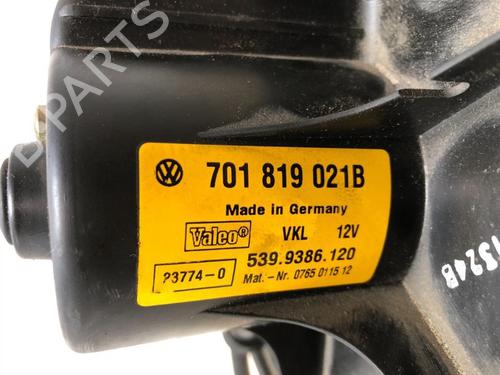 B-PARTS
701 819 021B
Made in Germany
Valeo® VKL 12V
539.9386.120
23774-0 Mat.-Nr. 0765 0115 12
1324B